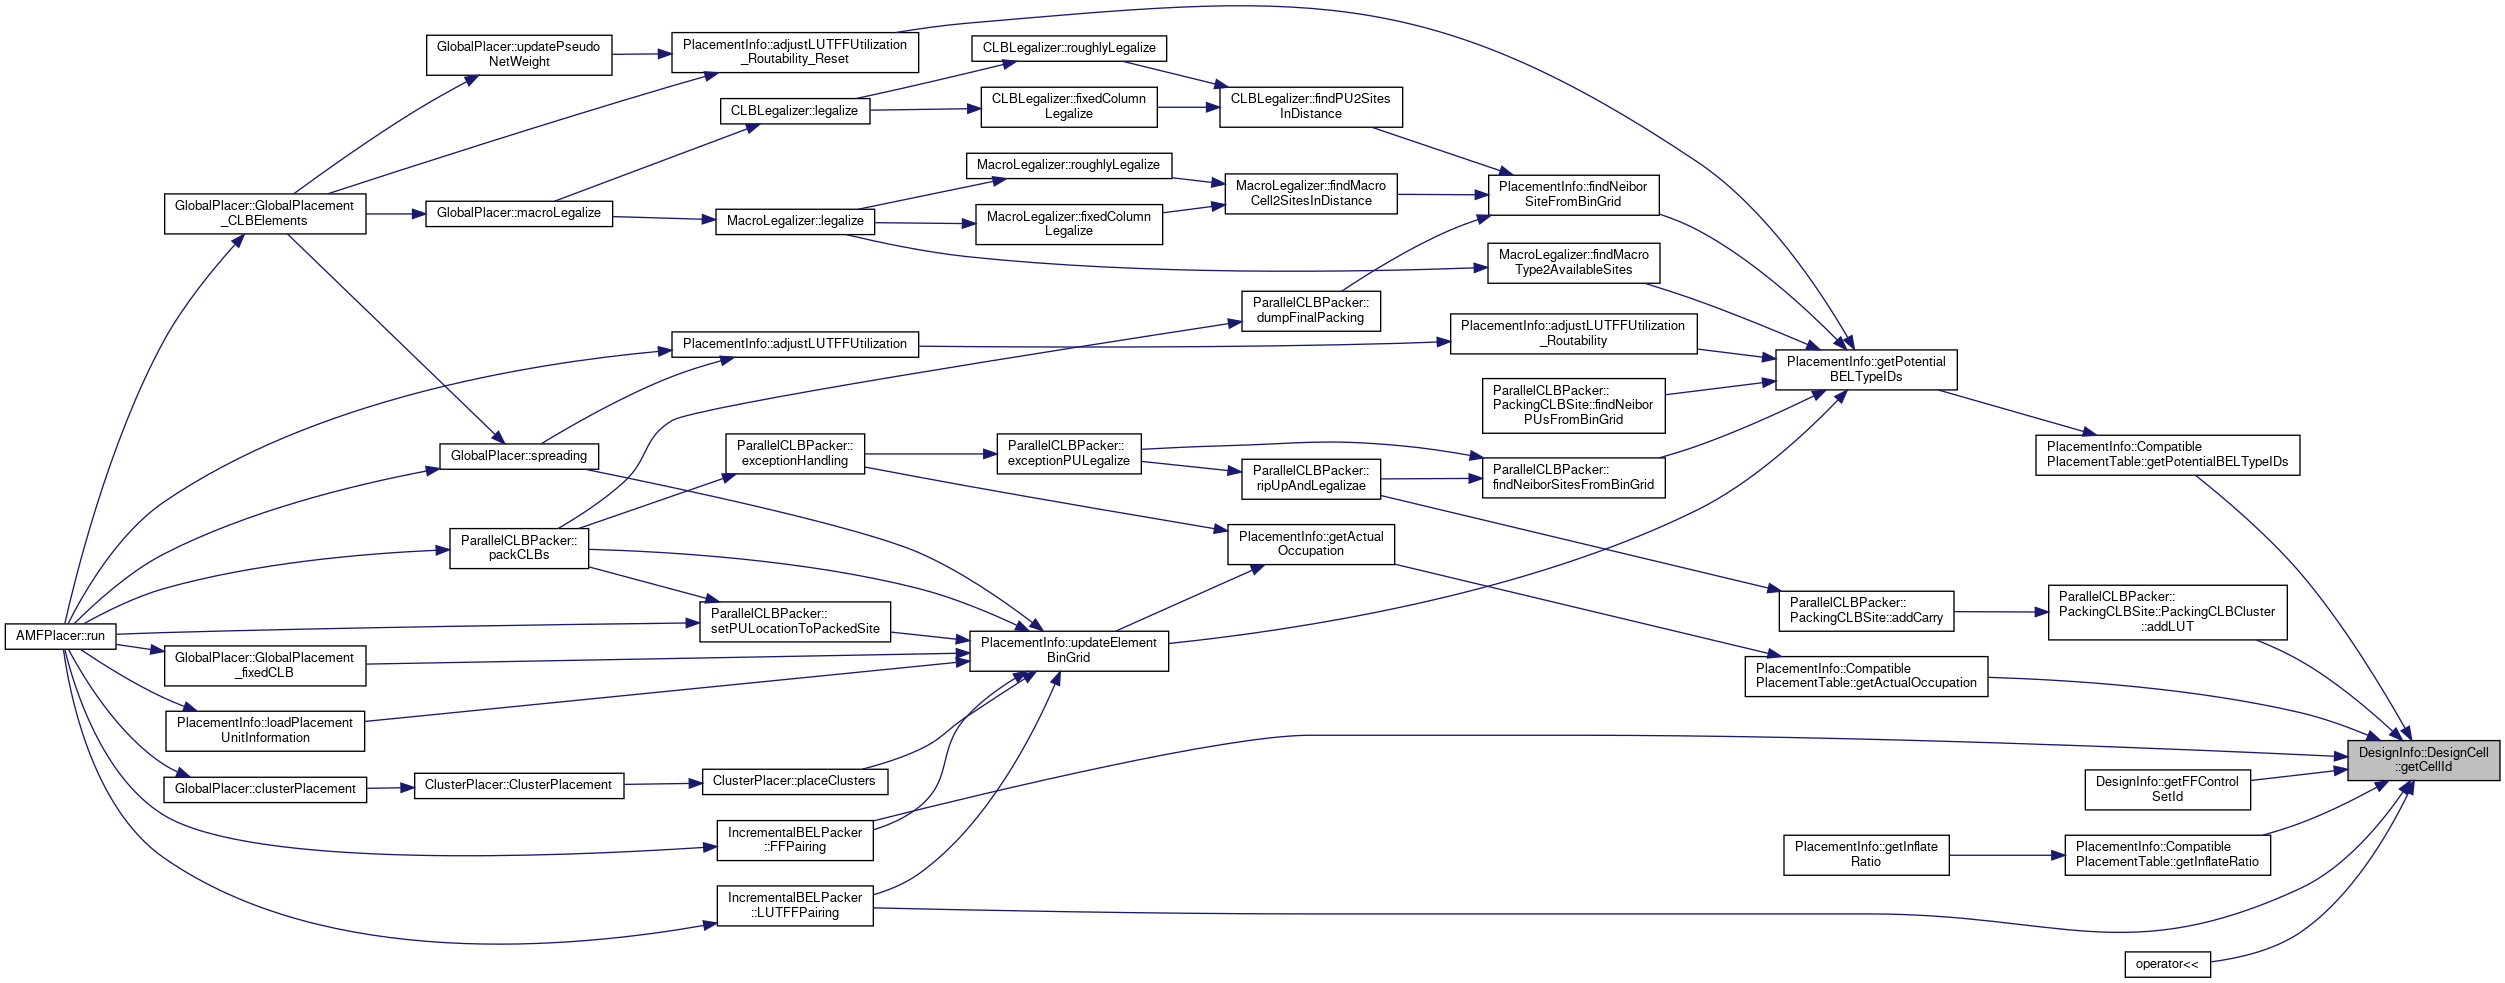 GlobalPlacer::updatePseudo
NetWeight
PlacementInfo::adjustLUTFFUtilization
_Routability_Reset
CLBLegalizer::roughlyLegalize
CLBLegalizer::legalize
CLBLegalizer::fixedColumn
Legalize
CLBLegalizer::findPU2Sites
InDistance
MacroLegalizer::roughlyLegalize
GlobalPlacer::GlobalPlacement
_CLBElements
GlobalPlacer::macroLegalize
MacroLegalizer::legalize
MacroLegalizer::fixedColumn
Legalize
MacroLegalizer::findMacro
Cell2SitesInDistance
PlacementInfo::findNeibor
SiteFromBinGrid
MacroLegalizer::findMacro
Type2AvailableSites
ParallelCLBPacker::
dumpFinalPacking
PlacementInfo::adjustLUTFFUtilization
PlacementInfo::adjustLUTFFUtilization
_Routability
PlacementInfo::getPotential
BELTypeIDs
ParallelCLBPacker::
PackingCLBSite::findNeibor
PUsFromBinGrid
GlobalPlacer::spreading
ParallelCLBPacker::
exceptionHandling
ParallelCLBPacker::
exceptionPULegalize
ParallelCLBPacker::
ripUpAndLegalizae
ParallelCLBPacker::
findNeiborSitesFromBinGrid
PlacementInfo::Compatible
PlacementTable::getPotentialBELTypeIDs
ParallelCLBPacker::
packCLBs
PlacementInfo::getActual
Occupation
ParallelCLBPacker::
setPULocationToPackedSite
ParallelCLBPacker::
PackingCLBSite::addCarry
ParallelCLBPacker::
PackingCLBSite::PackingCLBCluster
::addLUT
AMFPlacer::run
GlobalPlacer::GlobalPlacement
_fixedCLB
PlacementInfo::updateElement
BinGrid
PlacementInfo::Compatible
PlacementTable::getActualOccupation
PlacementInfo::loadPlacement
UnitInformation
DesignInfo::DesignCell
::getCellId
GlobalPlacer::clusterPlacement
ClusterPlacer::ClusterPlacement
ClusterPlacer::placeClusters
DesignInfo::getFFControl
SetId
IncrementalBELPacker
::FFPairing
PlacementInfo::getInflate
Ratio
PlacementInfo::Compatible
PlacementTable::getInflateRatio
IncrementalBELPacker
::LUTFFPairing
operator<<